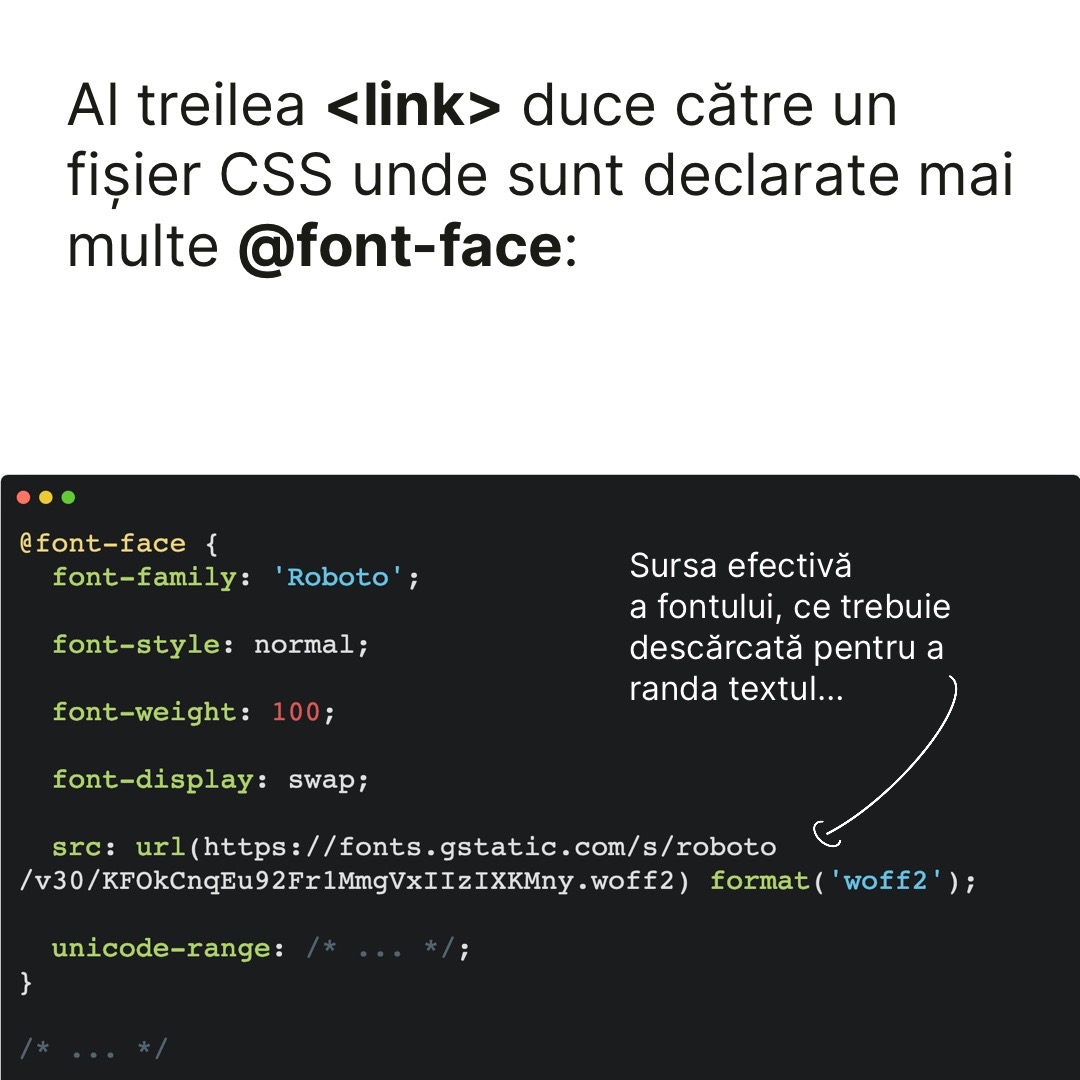 Al treilea <link> duce către un
fișier CSS unde sunt declarate mai
multe @font-face:
@font-face {
font-family: 'Roboto';
Sursa efectivă
a fontului, ce trebuie
descărcată pentru a
randa textul...
font-style: normal;
font-weight: 100;
font-display: swap;
src: url(https://fonts.gstatic.com/s/roboto
/v30/KFOkCnqEu92Fr1MmgVxIIzIXKMny.woff2) format('woff2');
unicode-range: /* ... */;
}
/* ... */